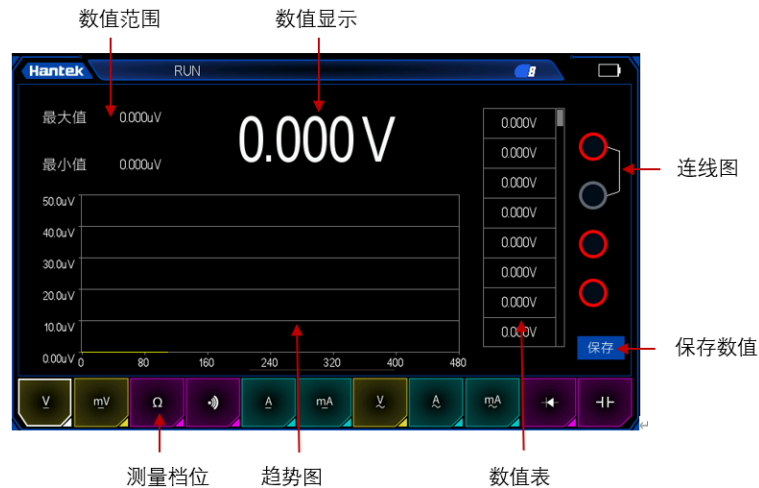 数值范围 数值显示
Hantek RUN
最大值 0.000uV
0.000V
最小值 0.000uV
0.000V
0.000V
0.000V
0.000V
0.000V
0.000V
0.000V
0.000V
连线图
50.0uV
40.0uV
30.0uV
20.0uV
10.0uV
0.00uV 0 80 160 240 320 400 480
保存
保存数值
V mV Ω A mA V A mA
测量档位 趋势图 数值表